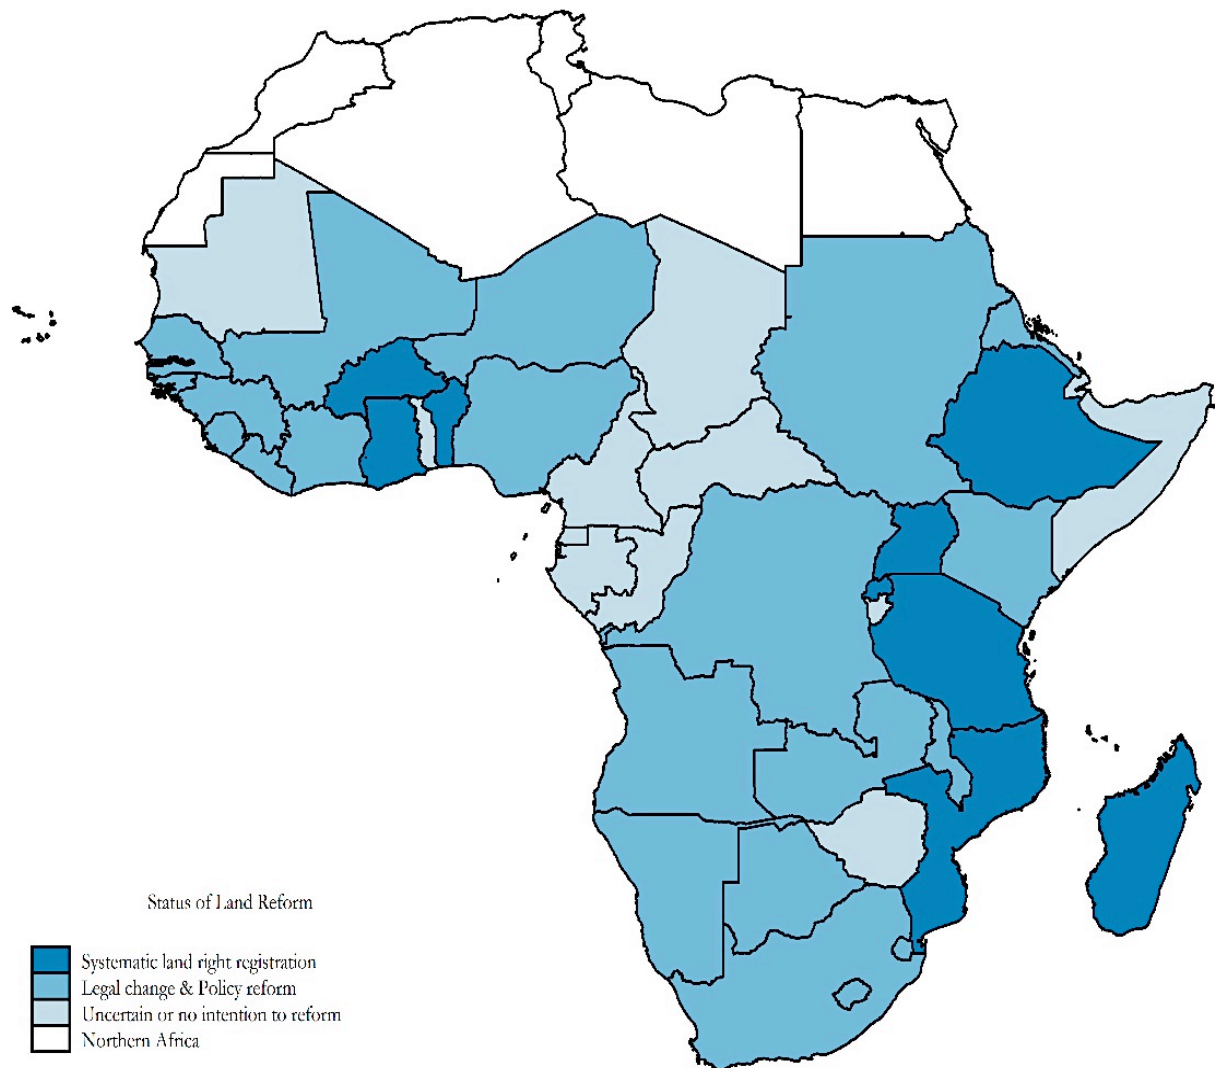 Status of Land Reform
Systematic land right registration
Legal change & Policy reform
Uncertain or no intention to reform
Northern Africa